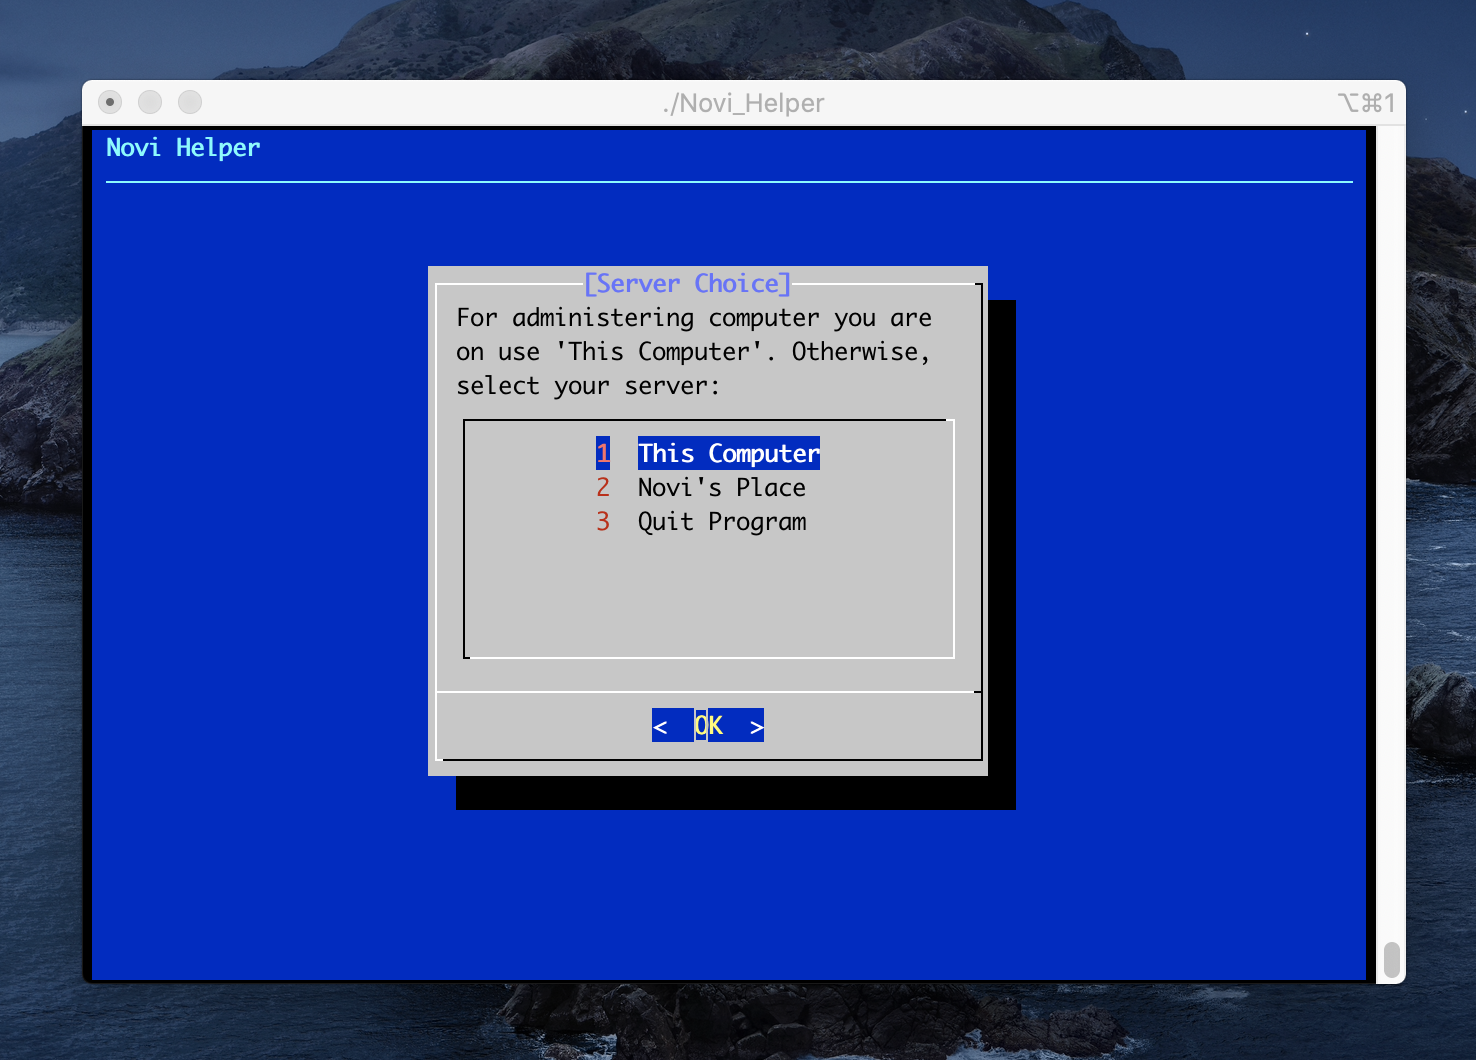 ./Novi_Helper
⌥⌘1
Novi Helper
[Server Choice]
For administering computer you are
on use 'This Computer'. Otherwise,
select your server:
1 This Computer
2 Novi's Place
3 Quit Program
< OK >